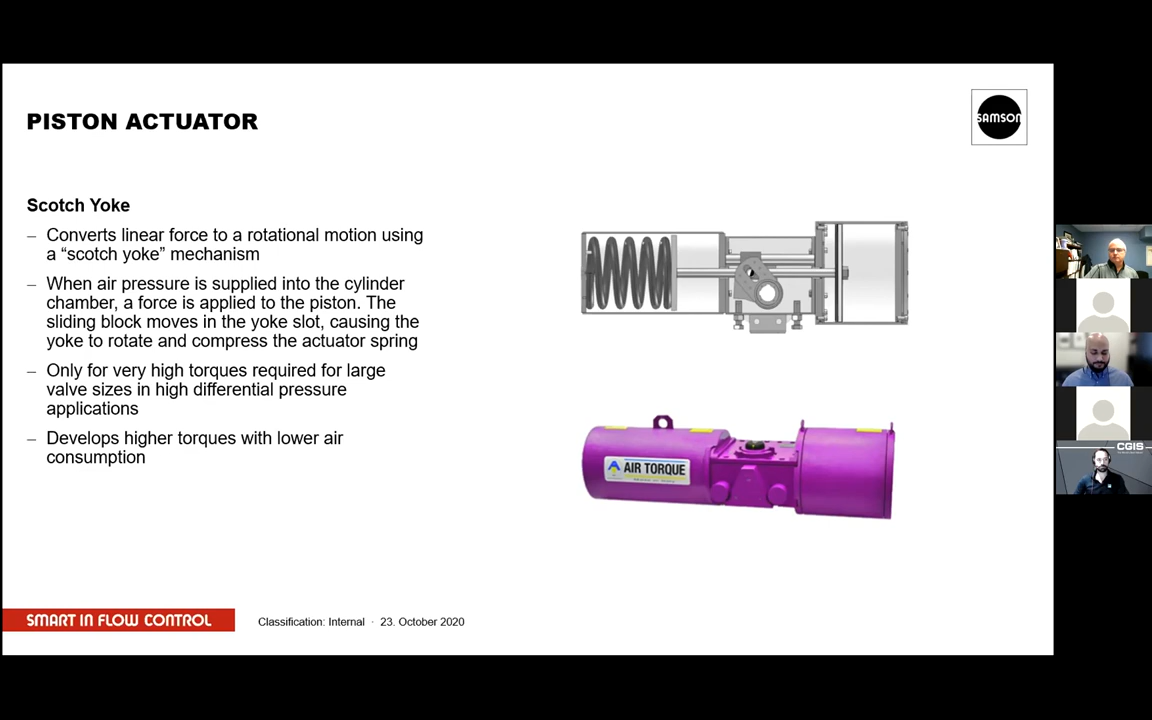 PISTON ACTUATOR
SAMSON
Scotch Yoke
– Converts linear force to a rotational motion using
a “scotch yoke” mechanism
– When air pressure is supplied into the cylinder
chamber, a force is applied to the piston. The
sliding block moves in the yoke slot, causing the
yoke to rotate and compress the actuator spring
– Only for very high torques required for large
valve sizes in high differential pressure
applications
– Develops higher torques with lower air
consumption
AIR TORQUE
CGIS
SMART IN FLOW CONTROL
Classification: Internal · 23. October 2020